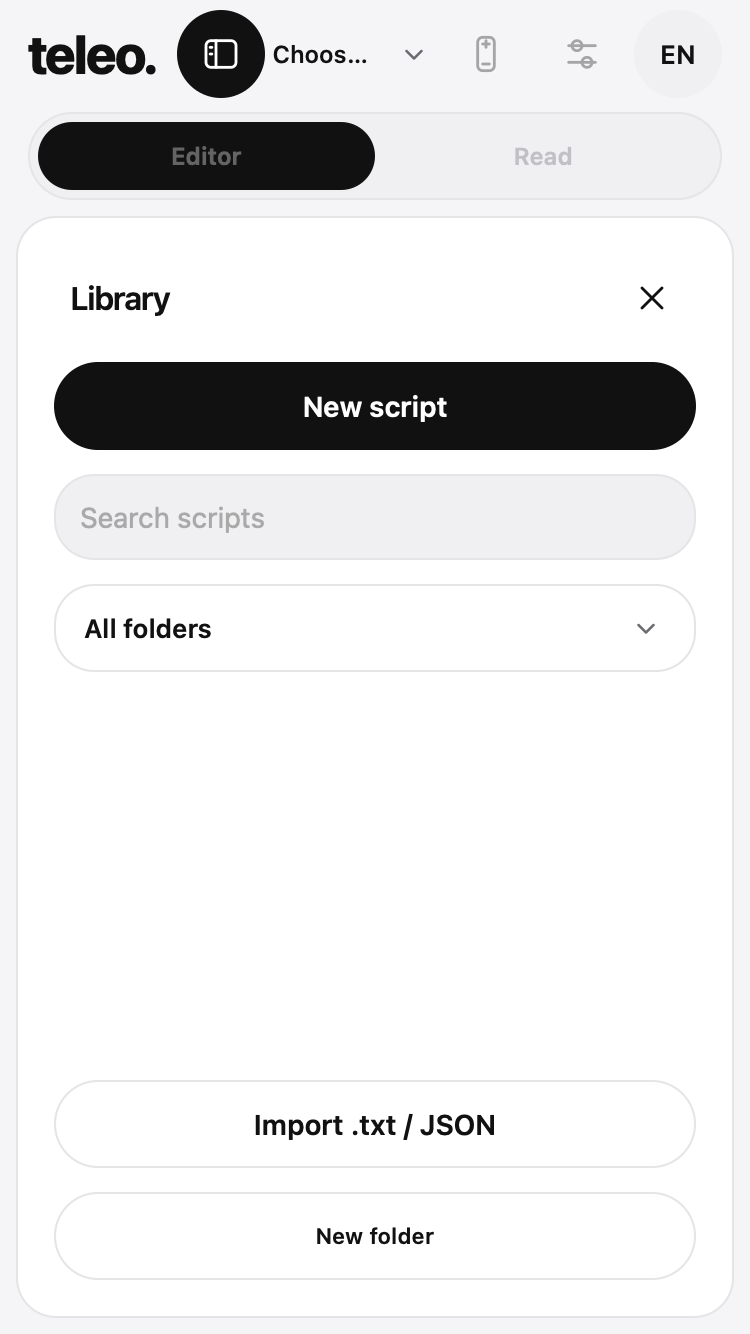 teleo.
Choos...
EN
Editor
Read
Library
New script
Search scripts
All folders
Import .txt / JSON
New folder